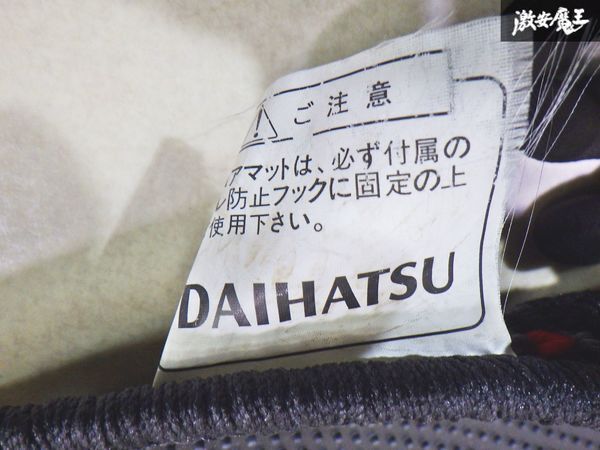 激安魔王
ご注意
アマットは、必ず付属の
レ防止フックに固定の上
使用下さい。
DAIHATSU